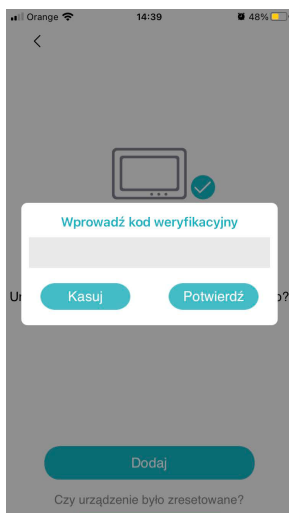 Orange 14:39 48%
Wprowadź kod weryfikacyjny
Kasuj Potwierdź
Dodaj
Czy urządzenie było zresetowane?